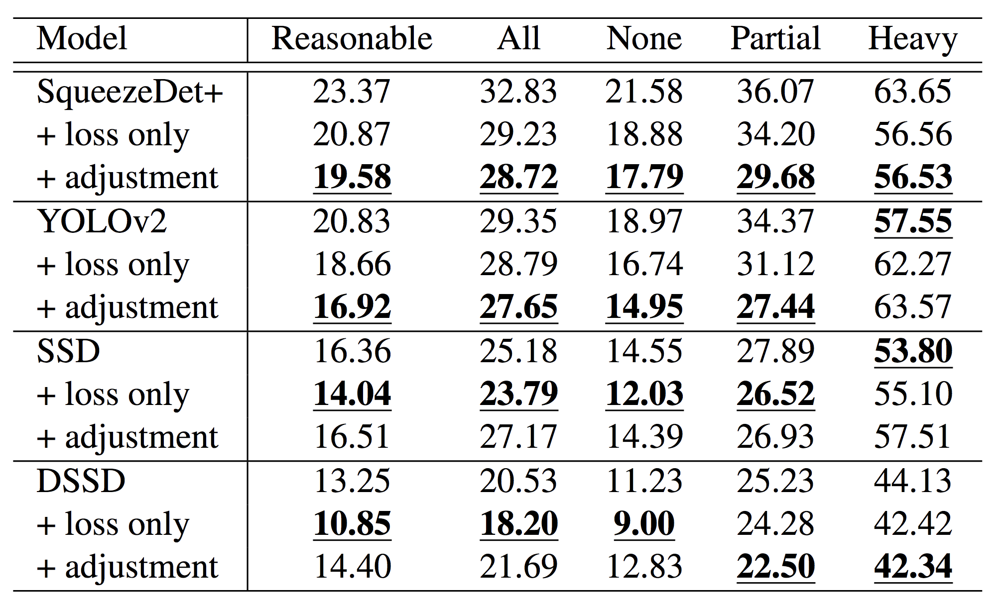 Model Reasonable All None Partial Heavy
SqueezeDet+ 23.37 32.83 21.58 36.07 63.65
+ loss only 20.87 29.23 18.88 34.20 56.56
+ adjustment 19.58 28.72 17.79 29.68 56.53
YOLOv2 20.83 29.35 18.97 34.37 57.55
+ loss only 18.66 28.79 16.74 31.12 62.27
+ adjustment 16.92 27.65 14.95 27.44 63.57
SSD 16.36 25.18 14.55 27.89 53.80
+ loss only 14.04 23.79 12.03 26.52 55.10
+ adjustment 16.51 27.17 14.39 26.93 57.51
DSSD 13.25 20.53 11.23 25.23 44.13
+ loss only 10.85 18.20 9.00 24.28 42.42
+ adjustment 14.40 21.69 12.83 22.50 42.34